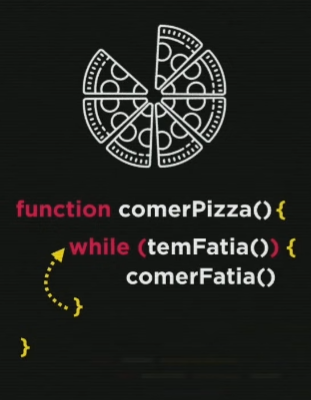 function comerPizza() {
while (temFatia()) {
comerFatia()
}
}